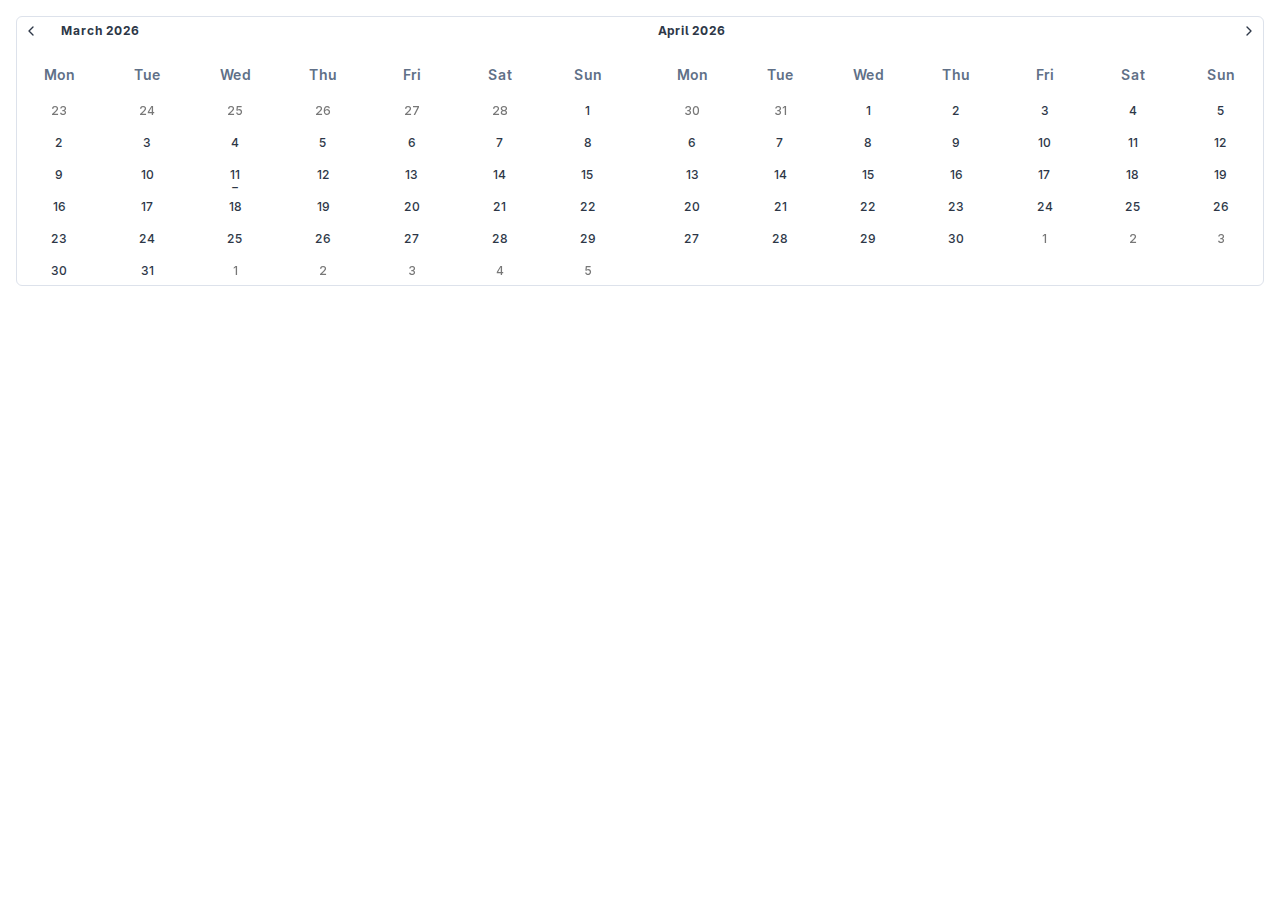 March 2026
Mon Tue Wed Thu Fri Sat Sun
23 24 25 26 27 28 1
2 3 4 5 6 7 8
9 10 11 12 13 14 15
16 17 18 19 20 21 22
23 24 25 26 27 28 29
30 31 1 2 3 4 5
April 2026
Mon Tue Wed Thu Fri Sat Sun
30 31 1 2 3 4 5
6 7 8 9 10 11 12
13 14 15 16 17 18 19
20 21 22 23 24 25 26
27 28 29 30 1 2 3